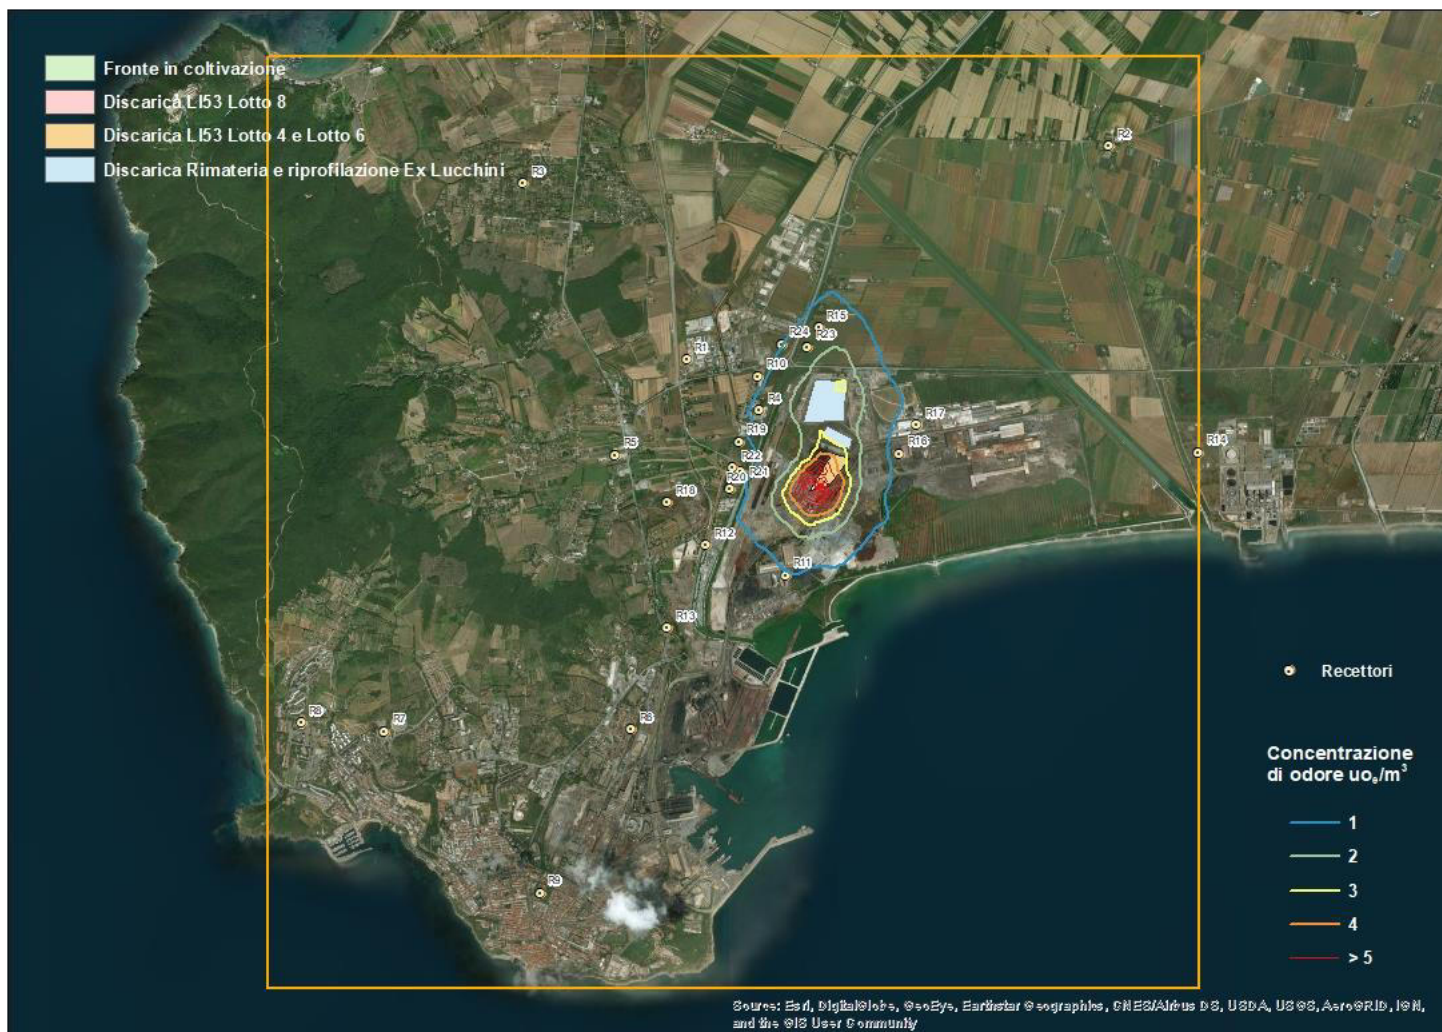 Fronte in coltivazione
Discarica LI53 Lotto 8
Discarica LI53 Lotto 4 e Lotto 6
Discarica Rimateria e riprofilazione Ex Lucchini
R2
R3
R15
R24
R23
R1
R10
R4
R17
R19
R5
R16
R14
R22
R21
R20
R18
R12
R11
R13
R8
R7
R6
R9
Recettori
Concentrazione
di odore uoₑ/m³
1
2
3
4
> 5
Source: Esri, DigitalGlobe, GeoEye, Earthstar Geographics, CNES/Airbus DS, USDA, USGS, AeroGRID, IGN,
and the GIS User Community